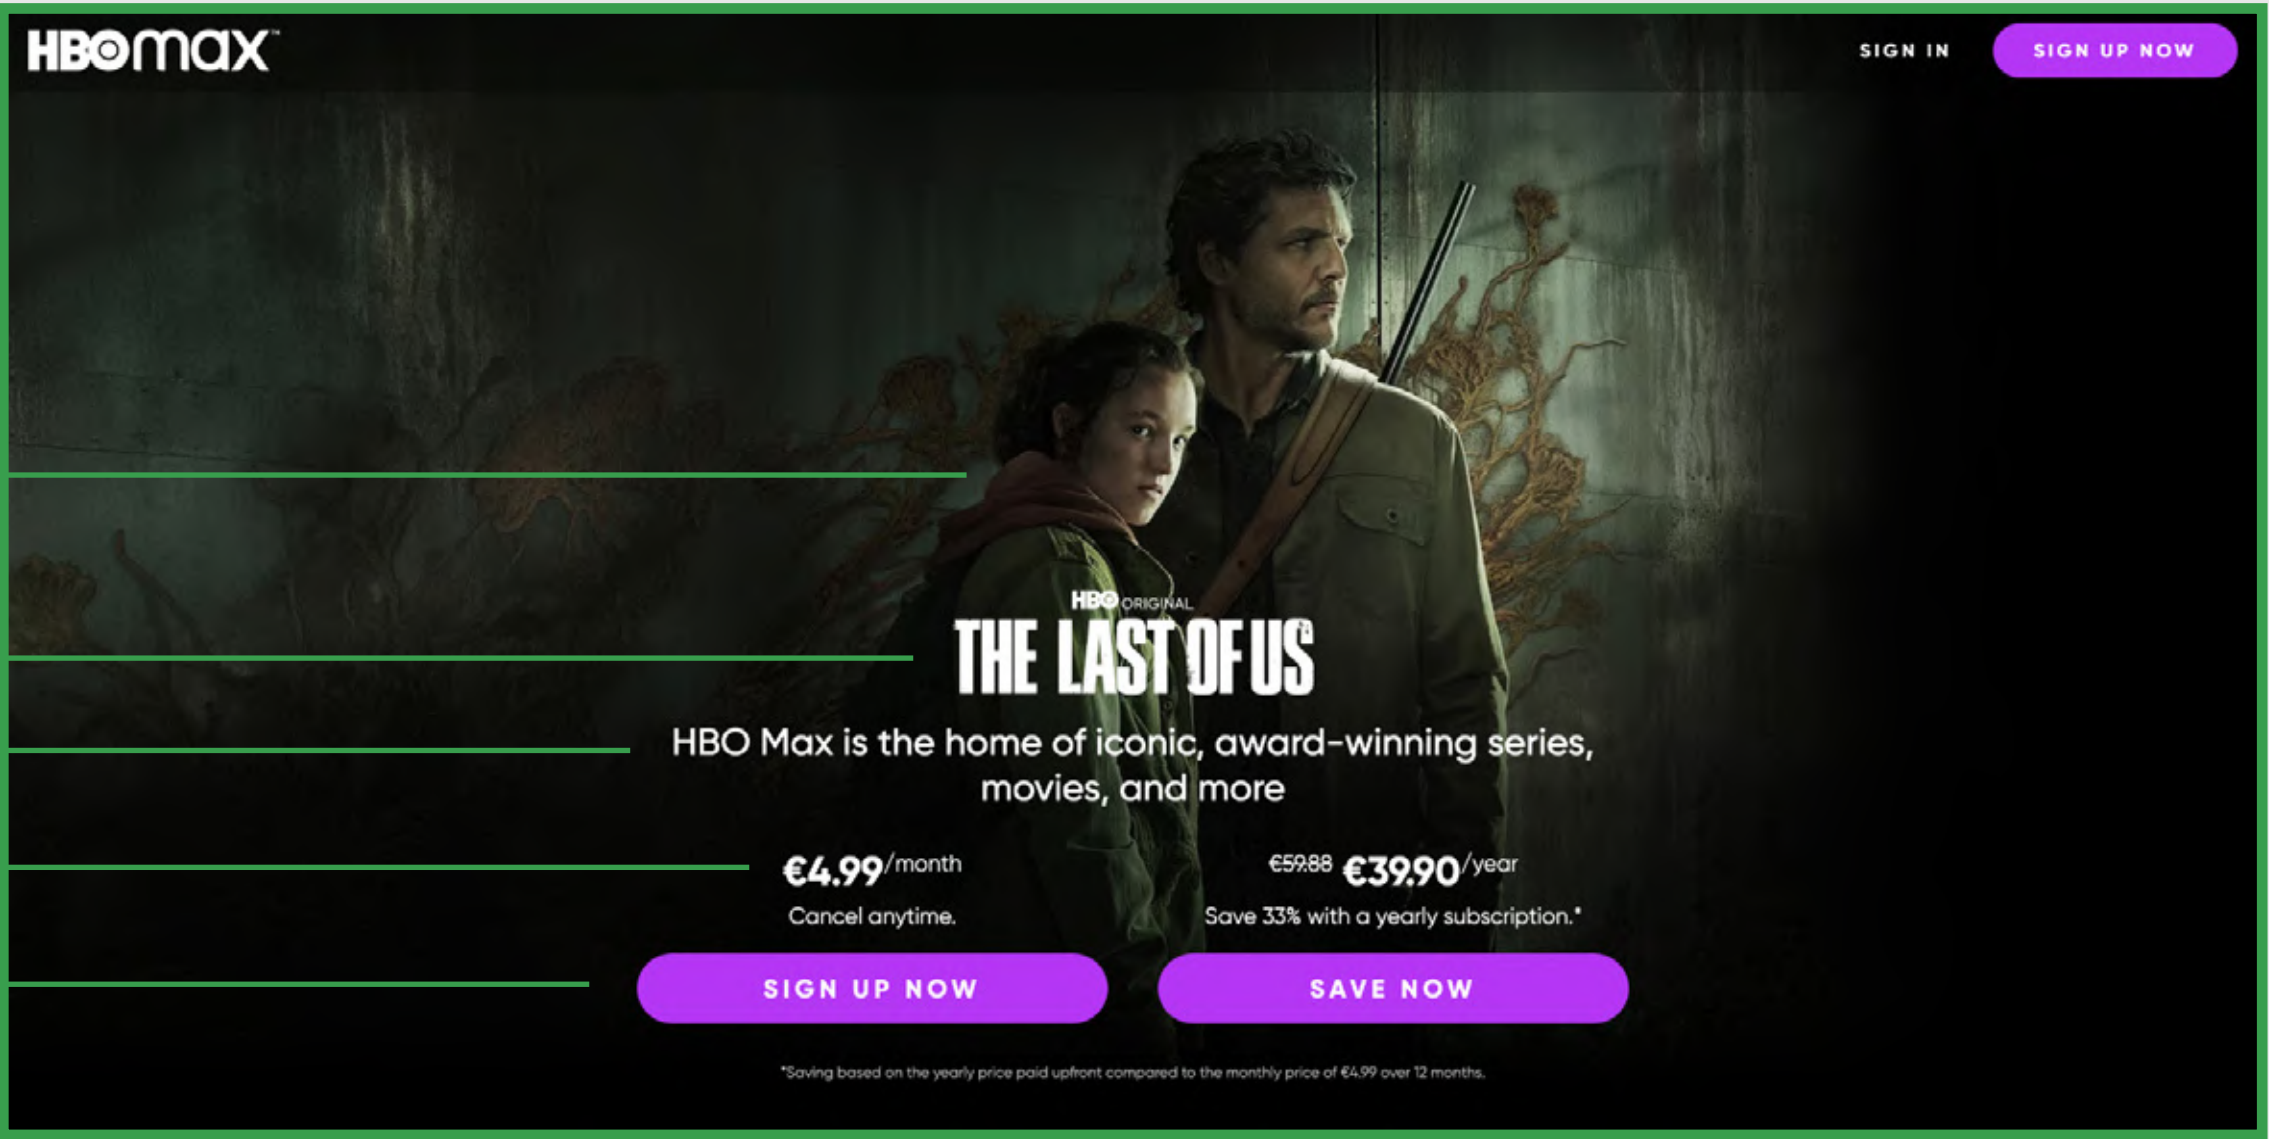 HBOmax™
SIGN IN
SIGN UP NOW
HBO ORIGINAL
THE LAST OF US
HBO Max is the home of iconic, award-winning series,
movies, and more
€4.99/month
Cancel anytime.
€59.88 €39.90/year
Save 33% with a yearly subscription.*
SIGN UP NOW
SAVE NOW
*Saving based on the yearly price paid upfront compared to the monthly price of €4.99 over 12 months.